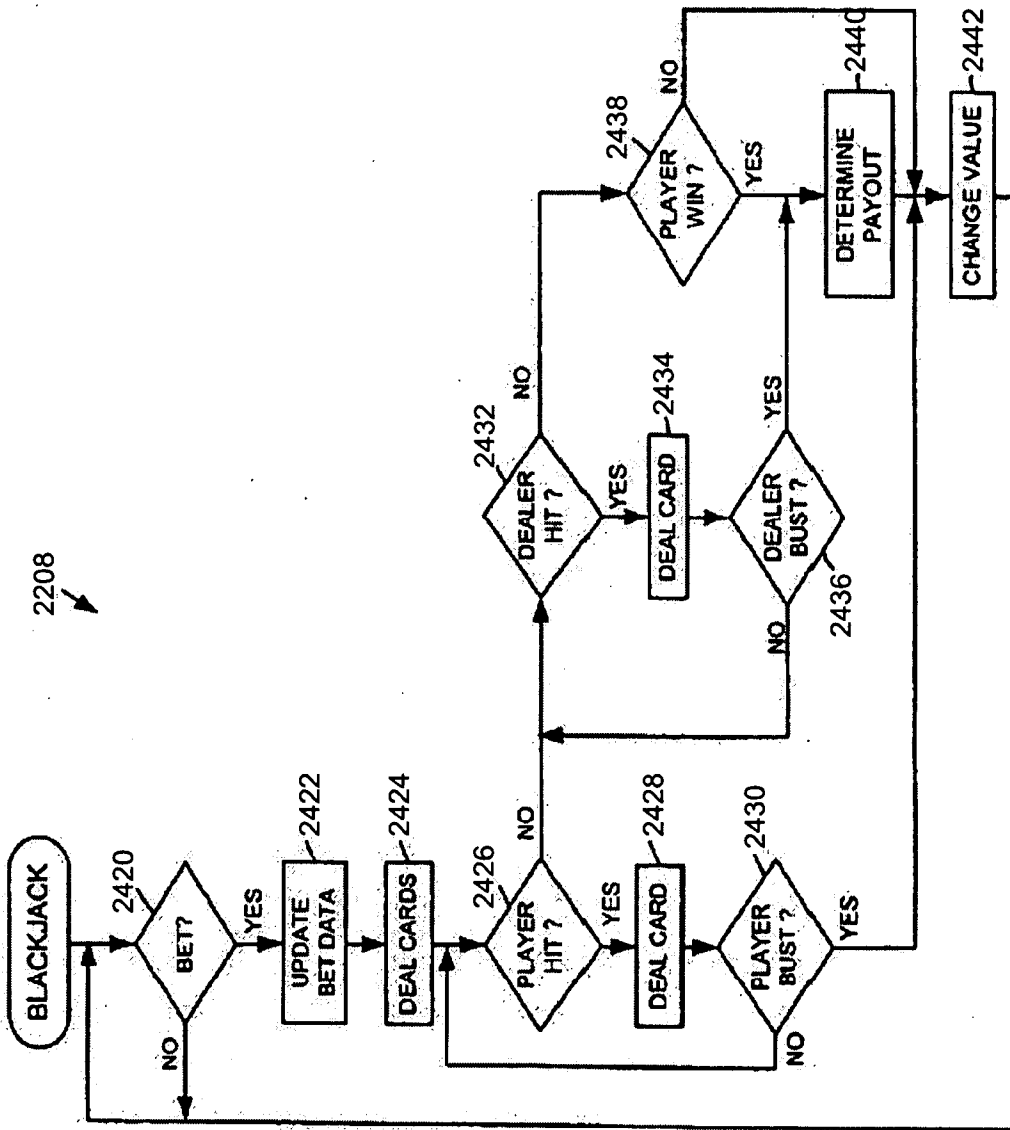 2208
BLACKJACK
2420
BET?
NO
YES
2422
UPDATE
BET DATA
2424
DEAL CARDS
2426
PLAYER
HIT ?
NO
YES
2428
DEAL CARD
2430
PLAYER
BUST ?
NO
YES
2432
DEALER
HIT ?
NO
YES
2434
DEAL CARD
2436
DEALER
BUST ?
NO
YES
2438
PLAYER
WIN ?
NO
YES
2440
DETERMINE
PAYOUT
2442
CHANGE VALUE